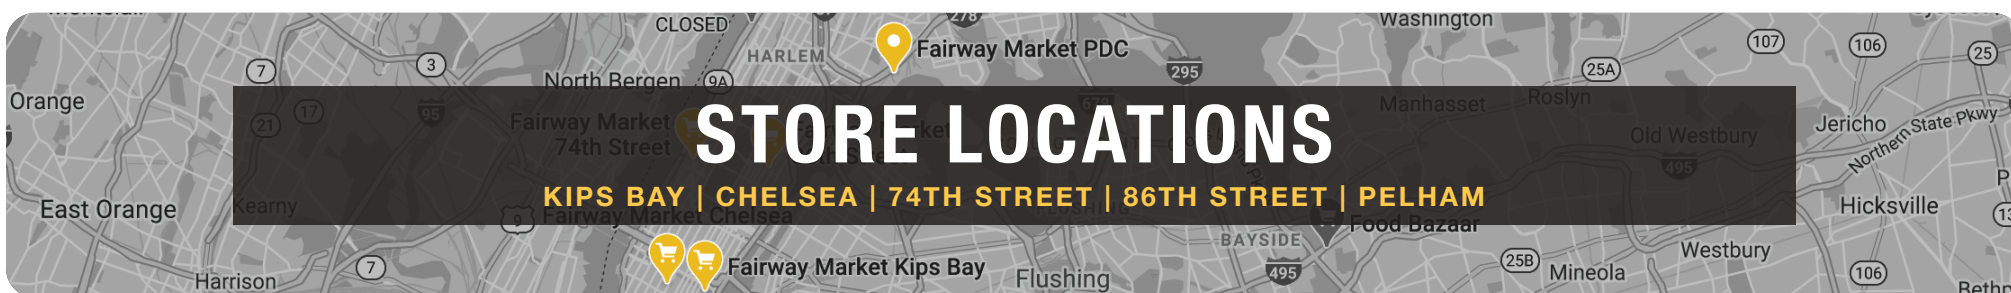 CLOSED
278
Washington
HARLEM
Fairway Market PDC
107
106
25
7
3
North Bergen
9A
295
25A
Orange
17
95
678
Manhasset
Roslyn
21
Fairway Market
74th Street
STORE LOCATIONS
Old Westbury
495
Jericho
Northern State Pkwy
KIPS BAY | CHELSEA | 74TH STREET | 86TH STREET | PELHAM
East Orange
Kearny
9
Fairway Market Chelsea
FLUSHING
Food Bazaar
Hicksville
BAYSIDE
Westbury
Harrison
7
Fairway Market Kips Bay
Flushing
495
25B
Mineola
106